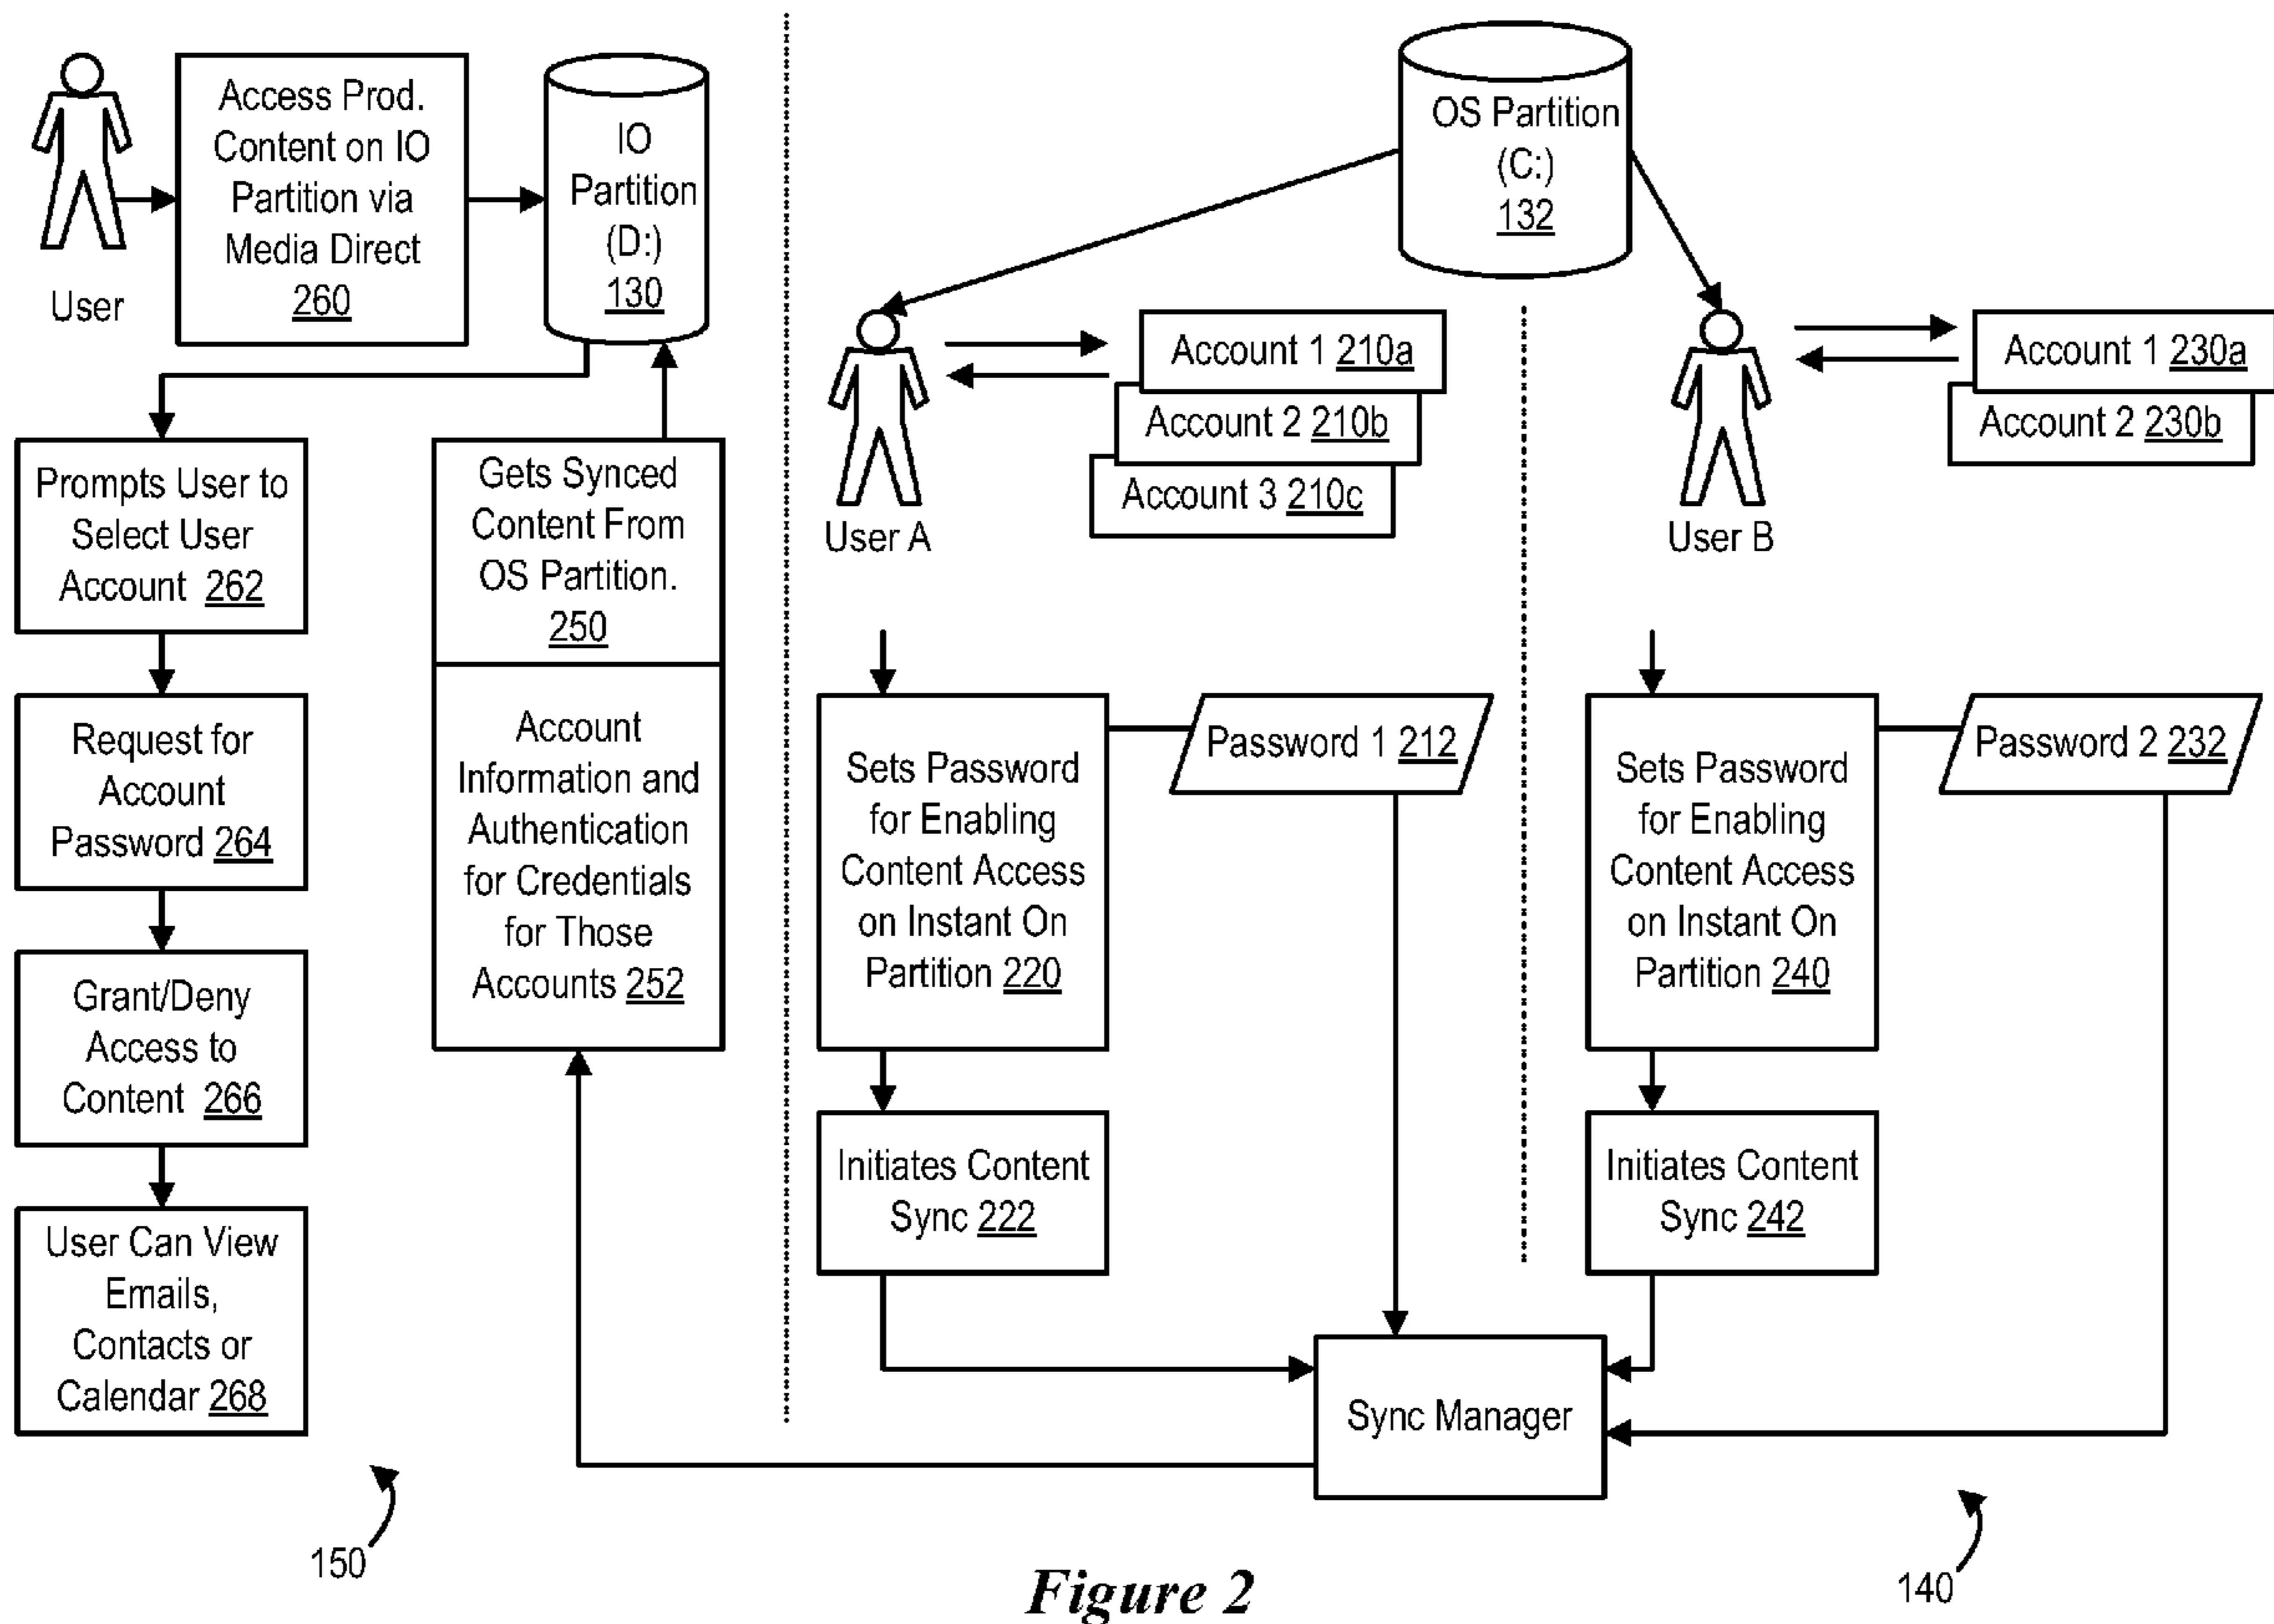 User
Access Prod.
Content on IO
Partition via
Media Direct
260
IO
Partition
(D:)
130
Prompts User to
Select User
Account 262
Request for
Account
Password 264
Grant/Deny
Access to
Content 266
User Can View
Emails,
Contacts or
Calendar 268
Gets Synced
Content From
OS Partition.
250
Account
Information and
Authentication
for Credentials
for Those
Accounts 252
150
OS Partition
(C:)
132
User A
Account 1 210a
Account 2 210b
Account 3 210c
Sets Password
for Enabling
Content Access
on Instant On
Partition 220
Password 1 212
Initiates Content
Sync 222
User B
Account 1 230a
Account 2 230b
Sets Password
for Enabling
Content Access
on Instant On
Partition 240
Password 2 232
Initiates Content
Sync 242
Sync Manager
140
Figure 2